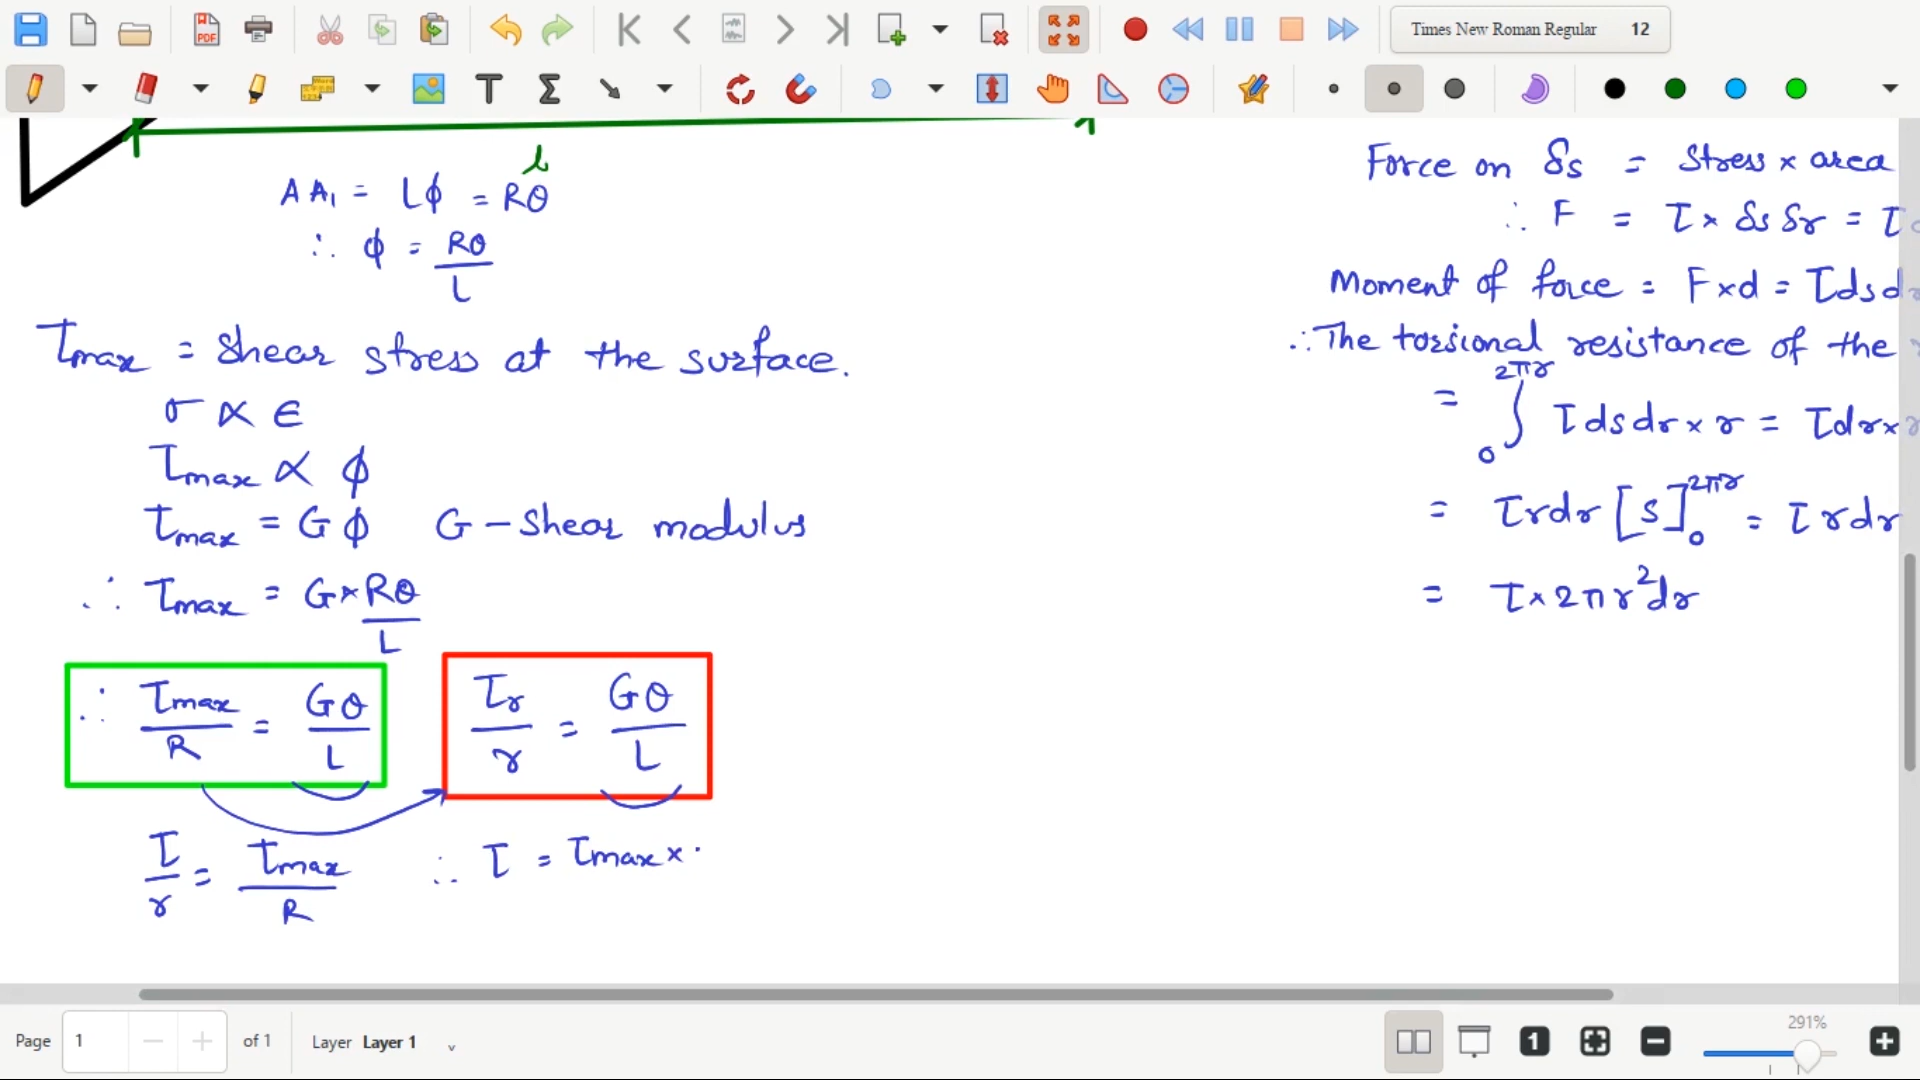 Times New Roman Regular 12
l
A A₁ = Lϕ = Rθ
∴ ϕ = Rθ/L
τmax = shear stress at the surface.
σ ∝ ϵ
τmax ∝ ϕ
τmax = Gϕ G – Shear modulus
∴ τmax = G × Rθ/L
∴ τmax/R = Gθ/L
τr/r = Gθ/L
τ/r = τmax/R ∴ τ = τmax ×
Force on δs = Stress × area
∴ F = τ × δs δr = τ
Moment of force = F×d = τds
∴ The torsional resistance of the
= ∫₀^2πr τ ds dr × r = τdr×
= τrdr [s]₀^2πr = τ r dr
= τ × 2πr²dr
Page 1 of 1 Layer Layer 1
291%